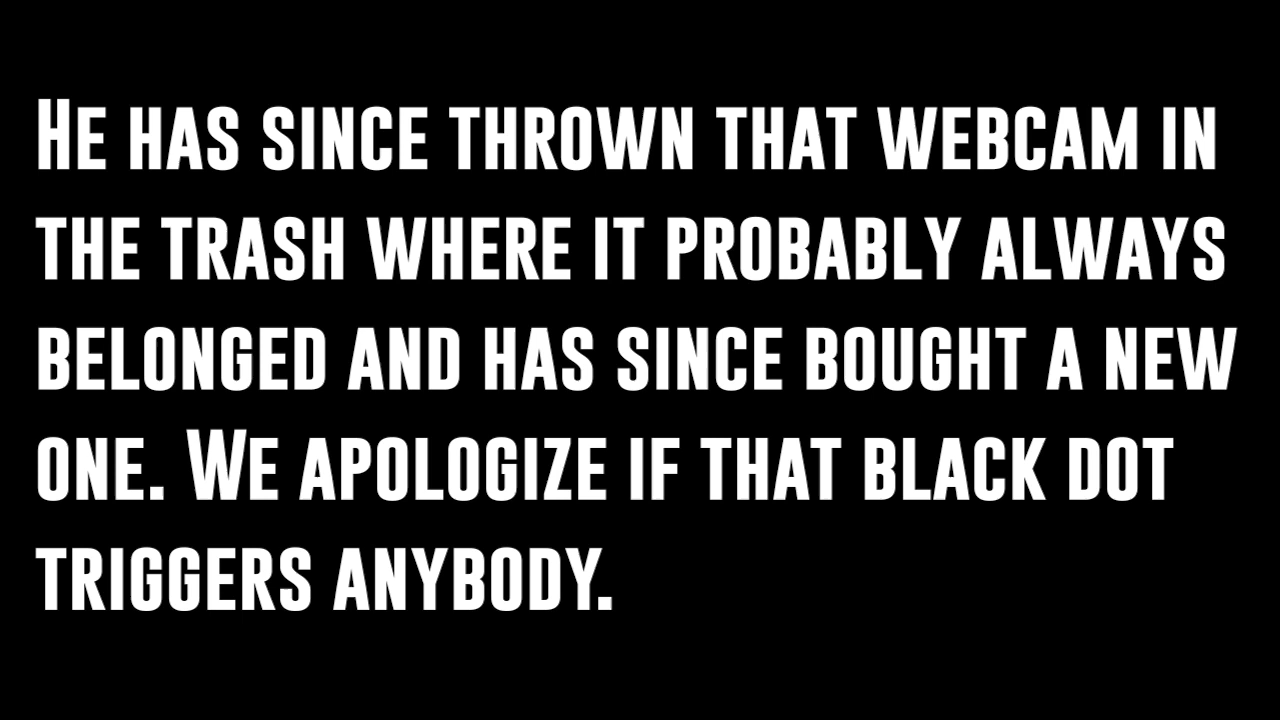 He has since thrown that webcam in
the trash where it probably always
belonged and has since bought a new
one. We apologize if that black dot
triggers anybody.